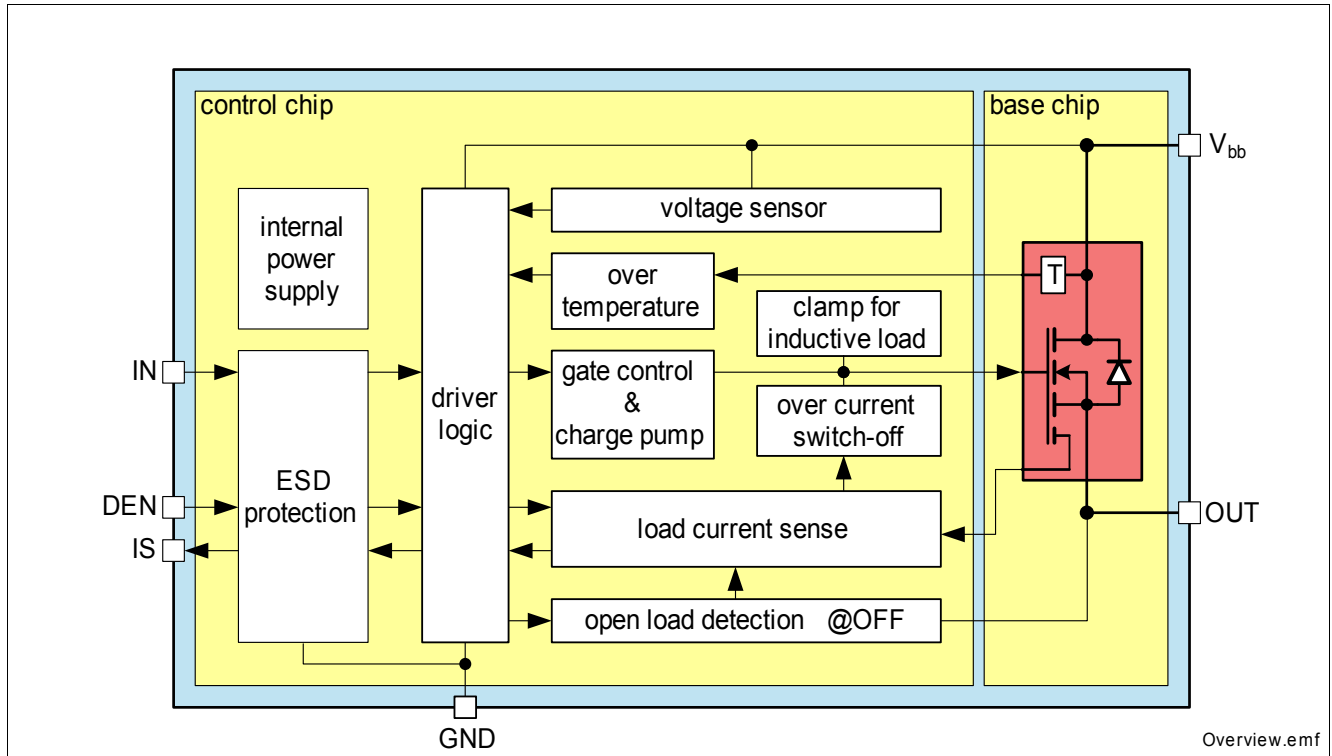 control chip
base chip
V_bb
voltage sensor
internal
power
supply
over
temperature
T
clamp for
inductive load
IN
gate control
&
charge pump
driver
logic
over current
switch-off
ESD
protection
DEN
load current sense
OUT
IS
open load detection @OFF
GND
Overview.emf